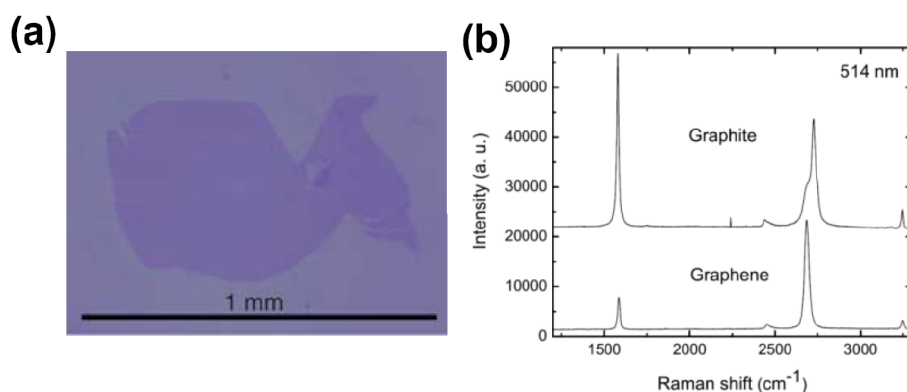 (a)
1 mm
(b)
514 nm
Graphite
Graphene
Intensity (a. u.)
50000
40000
30000
20000
10000
0
1500
2000
2500
3000
Raman shift (cm⁻¹)